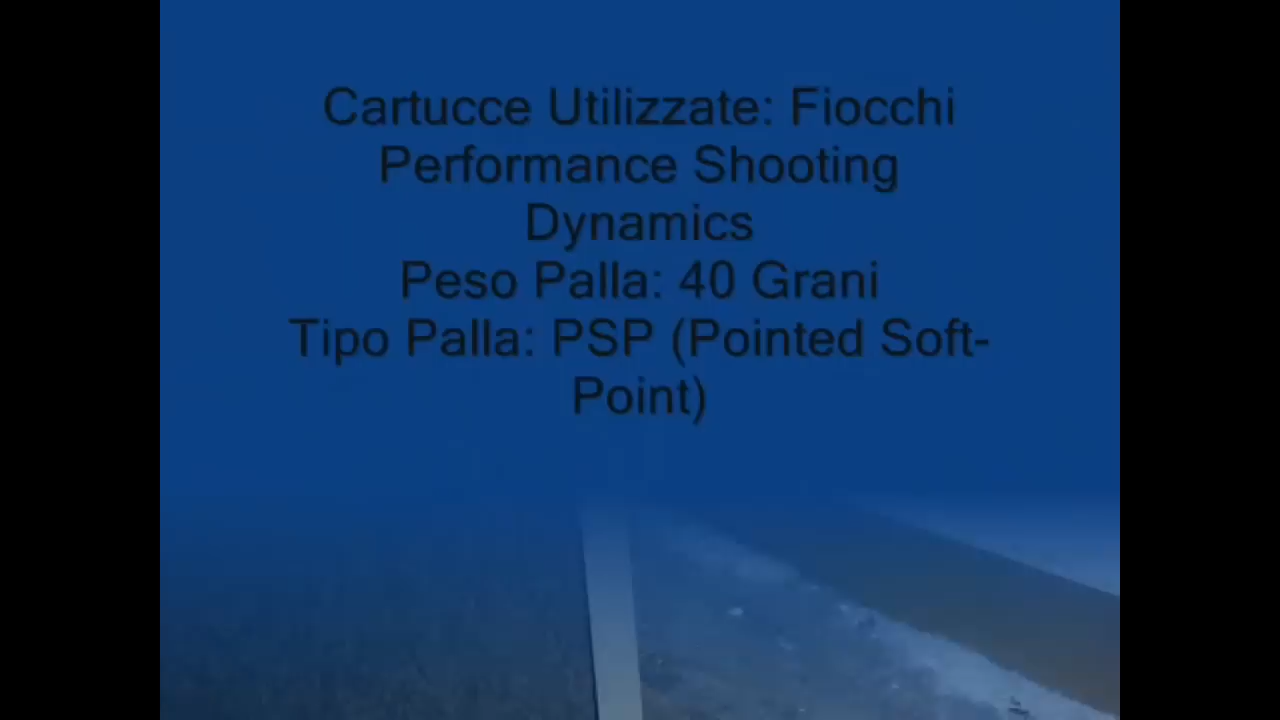 Cartucce Utilizzate: Fiocchi
Performance Shooting
Dynamics
Peso Palla: 40 Grani
Tipo Palla: PSP (Pointed Soft-
Point)